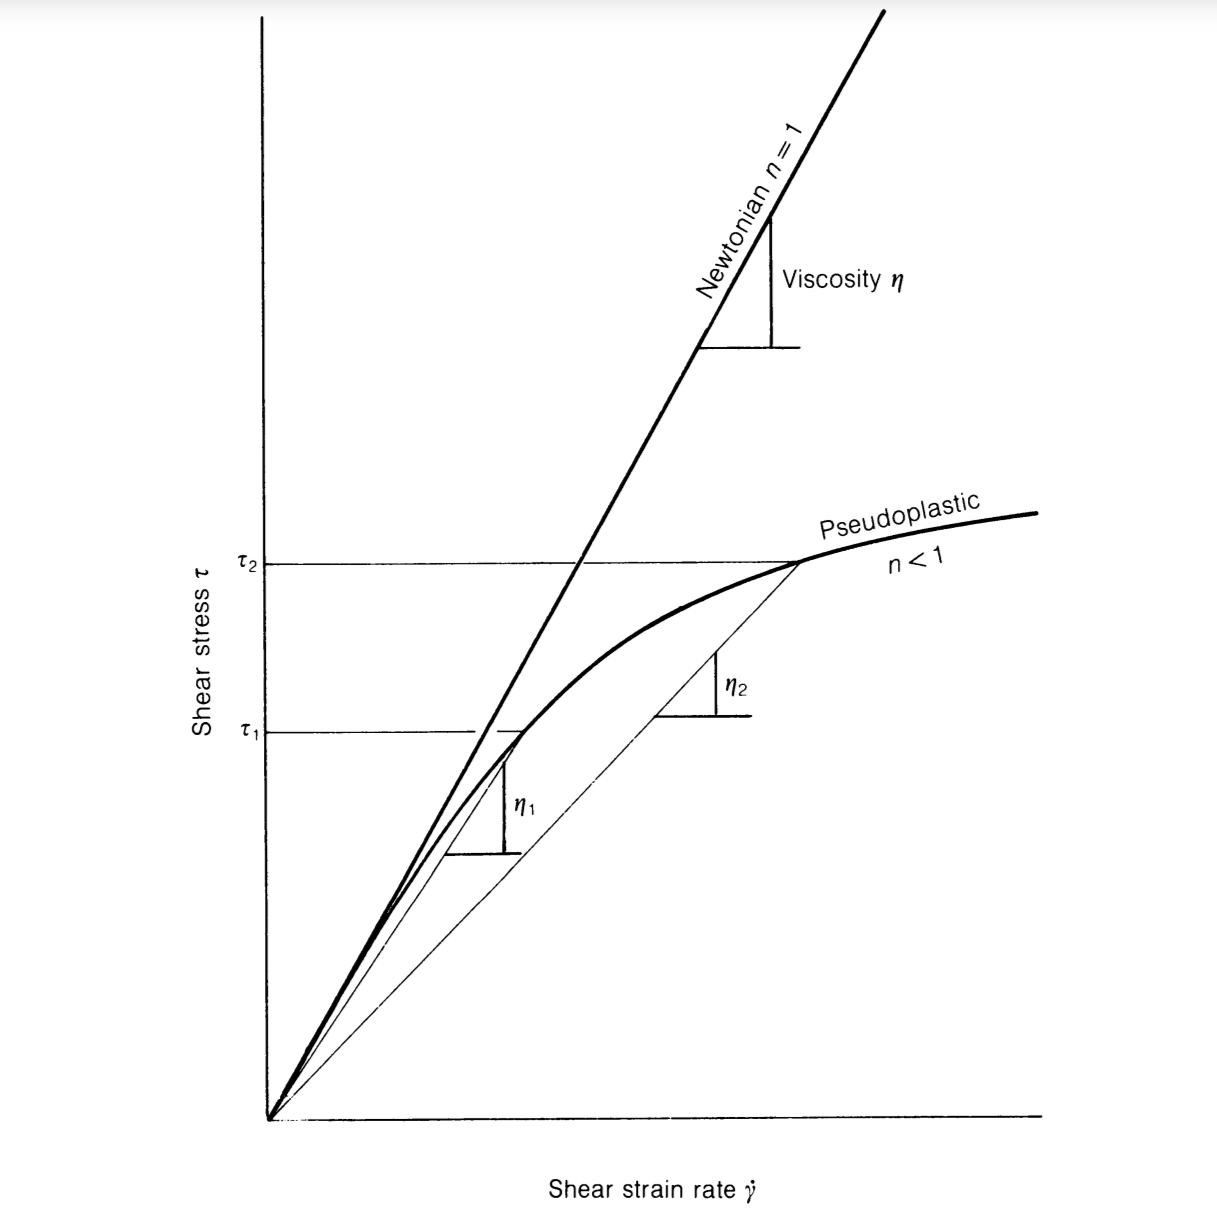 Newtonian n = 1
Viscosity η
Pseudoplastic
n < 1
τ2
η2
Shear stress τ
τ1
η1
Shear strain rate γ̇